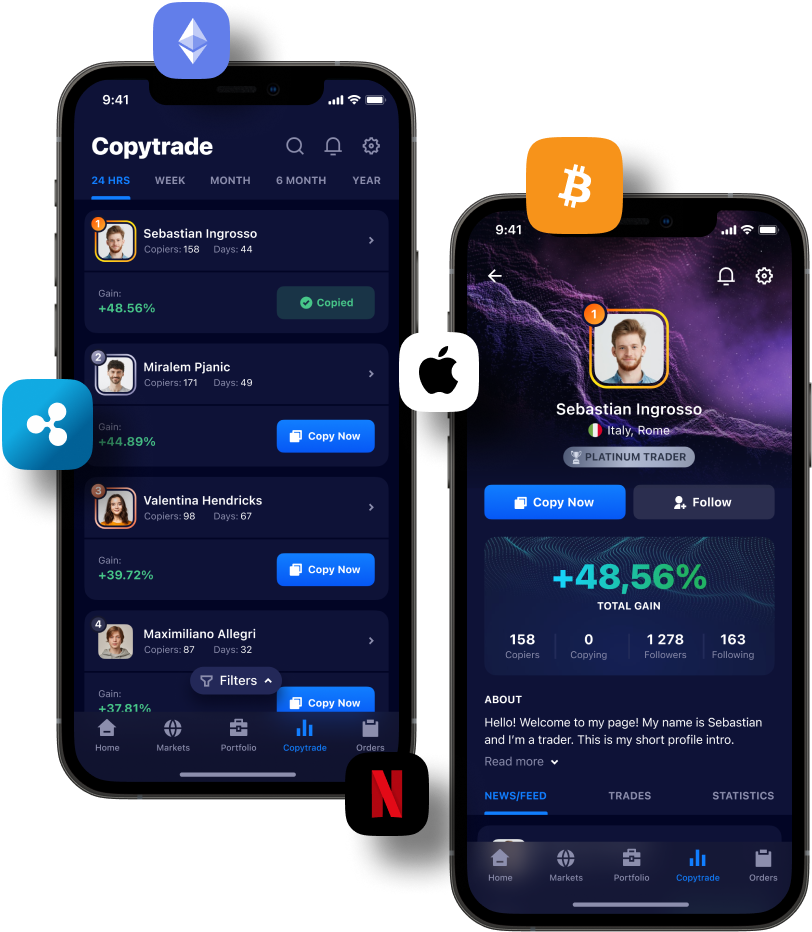 9:41
Copytrade
24 HRS WEEK MONTH 6 MONTH YEAR
1
Sebastian Ingrosso
Copiers: 158 Days: 44
Gain:
+48.56%
Copied
2
Miralem Pjanic
Copiers: 171 Days: 49
Gain:
+44.89%
Copy Now
3
Valentina Hendricks
Copiers: 98 Days: 67
Gain:
+39.72%
Copy Now
4
Maximiliano Allegri
Copiers: 87 Days: 32
Filters
Gain:
+37.81%
Copy Now
Home Markets Portfolio Copytrade Orders
N
9:41
1
Sebastian Ingrosso
Italy, Rome
PLATINUM TRADER
Copy Now Follow
+48,56%
TOTAL GAIN
158 0 1 278 163
Copiers Copying Followers Following
ABOUT
Hello! Welcome to my page! My name is Sebastian
and I’m a trader. This is my short profile intro.
Read more
NEWS/FEED TRADES STATISTICS
Home Markets Portfolio Copytrade Orders